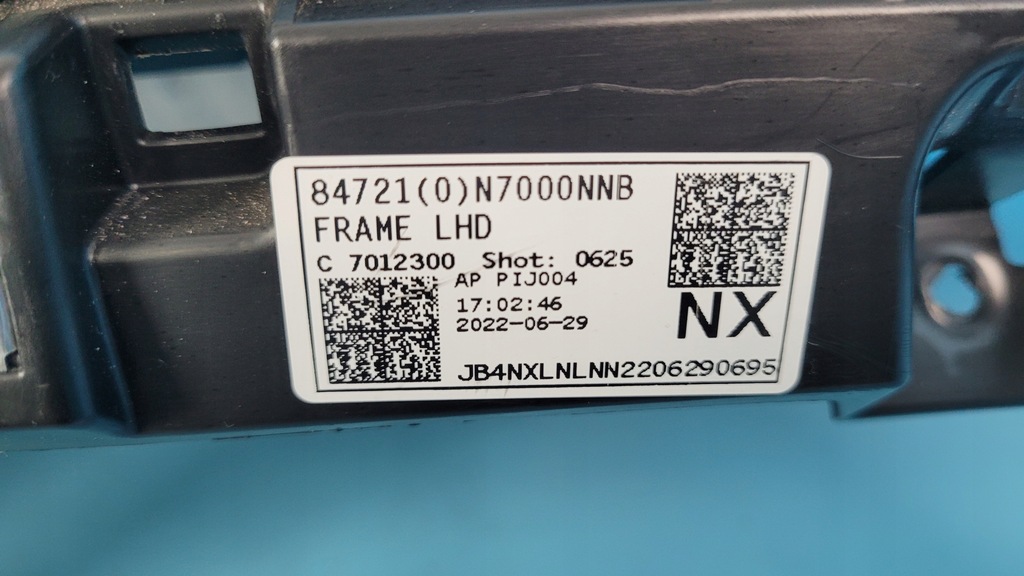 84721(0)N7000NNB
FRAME LHD
C 7012300 Shot: 0625
AP PIJ004
17:02:46
2022-06-29
NX
JB4NXLNLNN2206290695